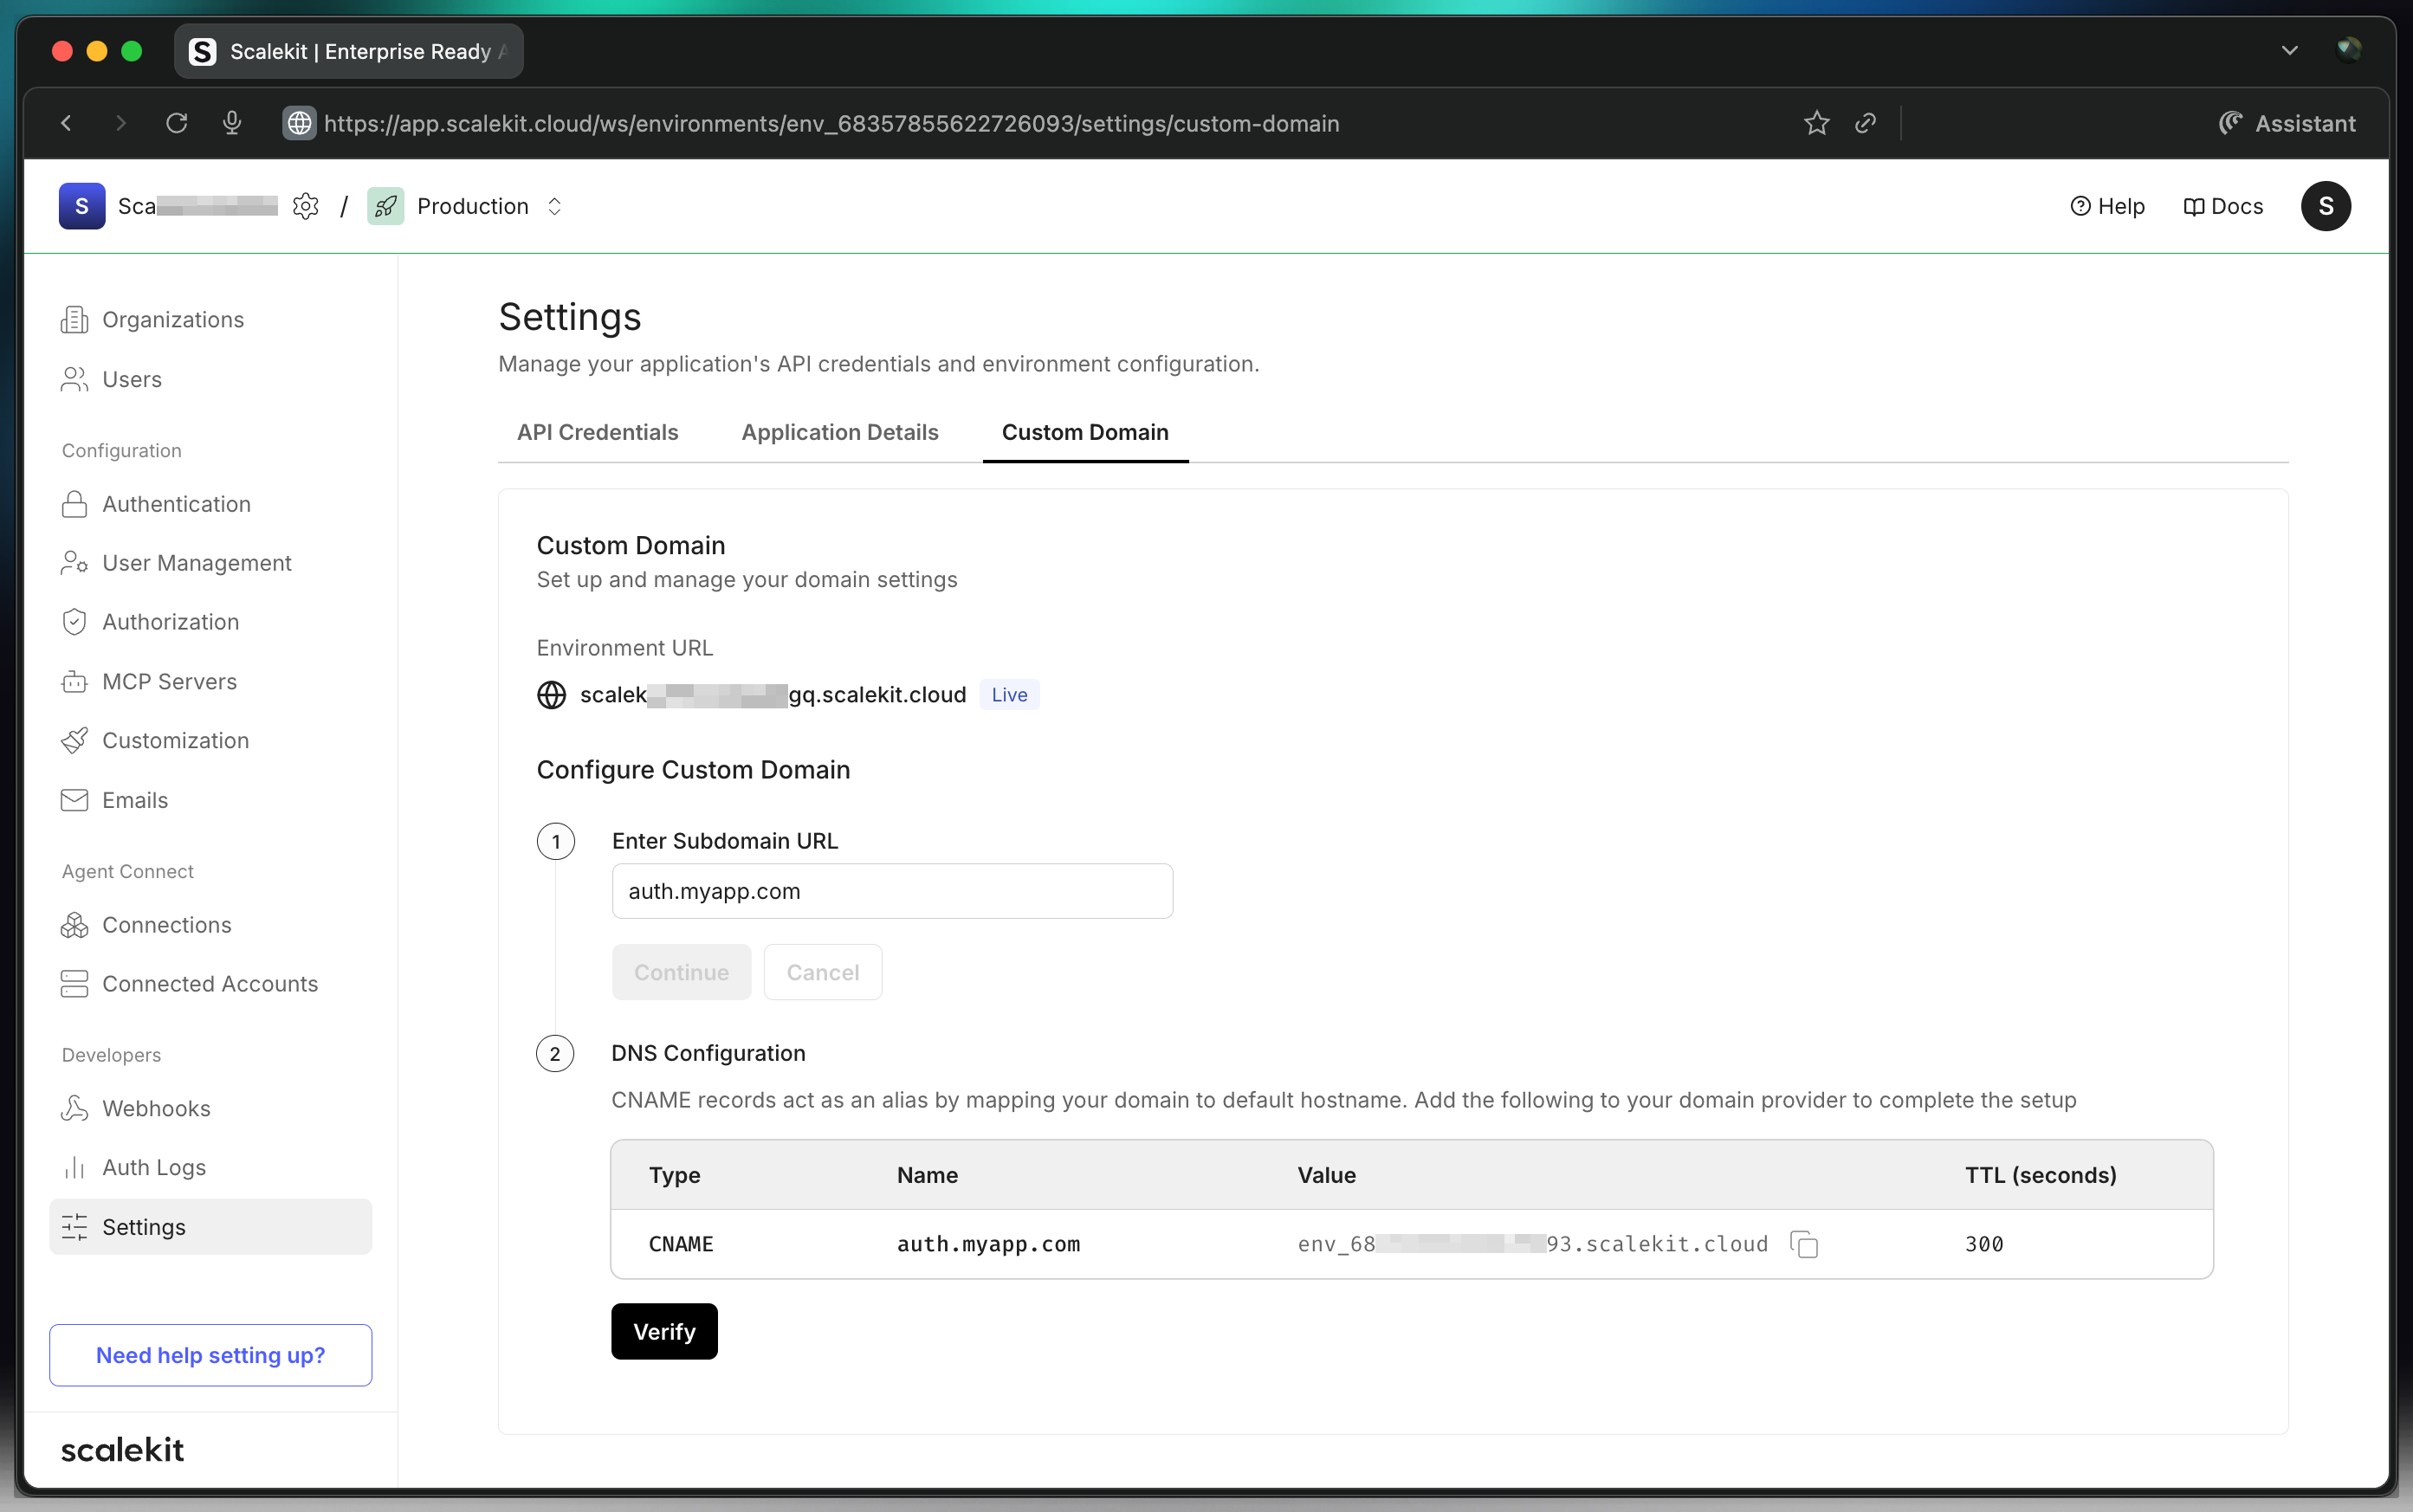 Scalekit | Enterprise Ready A
https://app.scalekit.cloud/ws/environments/env_68357855622726093/settings/custom-domain
Assistant
S
Sca
/
Production
Help
Docs
S
Organizations
Users
Configuration
Authentication
User Management
Authorization
MCP Servers
Customization
Emails
Agent Connect
Connections
Connected Accounts
Developers
Webhooks
Auth Logs
Settings
Need help setting up?
scalekit
Settings
Manage your application's API credentials and environment configuration.
API Credentials Application Details Custom Domain
Custom Domain
Set up and manage your domain settings
Environment URL
scalek gq.scalekit.cloud Live
Configure Custom Domain
1 Enter Subdomain URL
auth.myapp.com
Continue Cancel
2 DNS Configuration
CNAME records act as an alias by mapping your domain to default hostname. Add the following to your domain provider to complete the setup
Type Name Value TTL (seconds)
CNAME auth.myapp.com env_68 93.scalekit.cloud 300
Verify